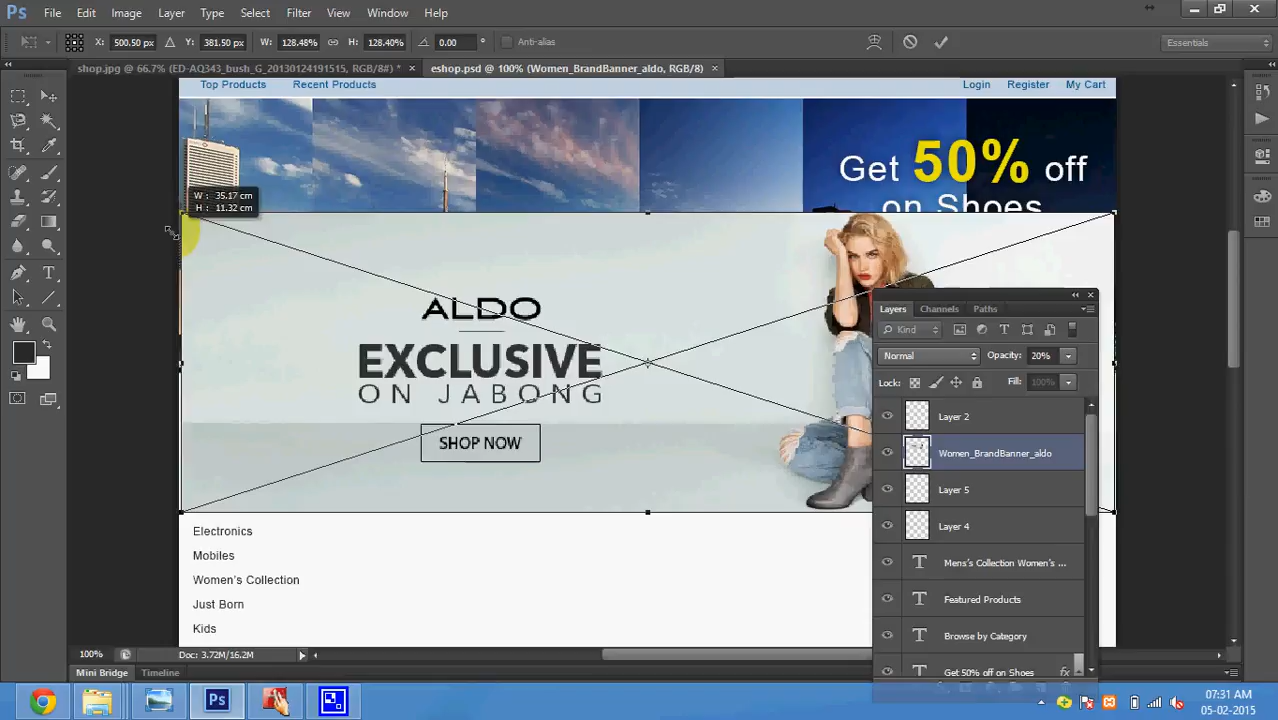 Ps File Edit Image Layer Type Select Filter View Window Help
X: 500.50 px Y: 381.50 px W: 128.48% H: 128.40% 0.00 ° Anti-alias Essentials
shop.jpg @ 66.7% (ED-AQ343_bush_G_20130124191515, RGB/8#) * × eshop.psd @ 100% (Women_BrandBanner_aldo, RGB/8) ×
Top Products Recent Products Login Register My Cart
Get 50% off
on Shoes
W : 35.17 cm
H : 11.32 cm
ALDO
EXCLUSIVE
ON JABONG
SHOP NOW
Electronics
Mobiles
Women's Collection
Just Born
Kids
Layers Channels Paths
Kind
Normal Opacity: 20%
Lock: Fill: 100%
Layer 2
Women_BrandBanner_aldo
Layer 5
Layer 4
T Mens's Collection Women's ...
T Featured Products
T Browse by Category
T Get 50% off on Shoes fx
100% Doc: 3.72M/16.2M
Mini Bridge Timeline
Ps
07:31 AM
05-02-2015